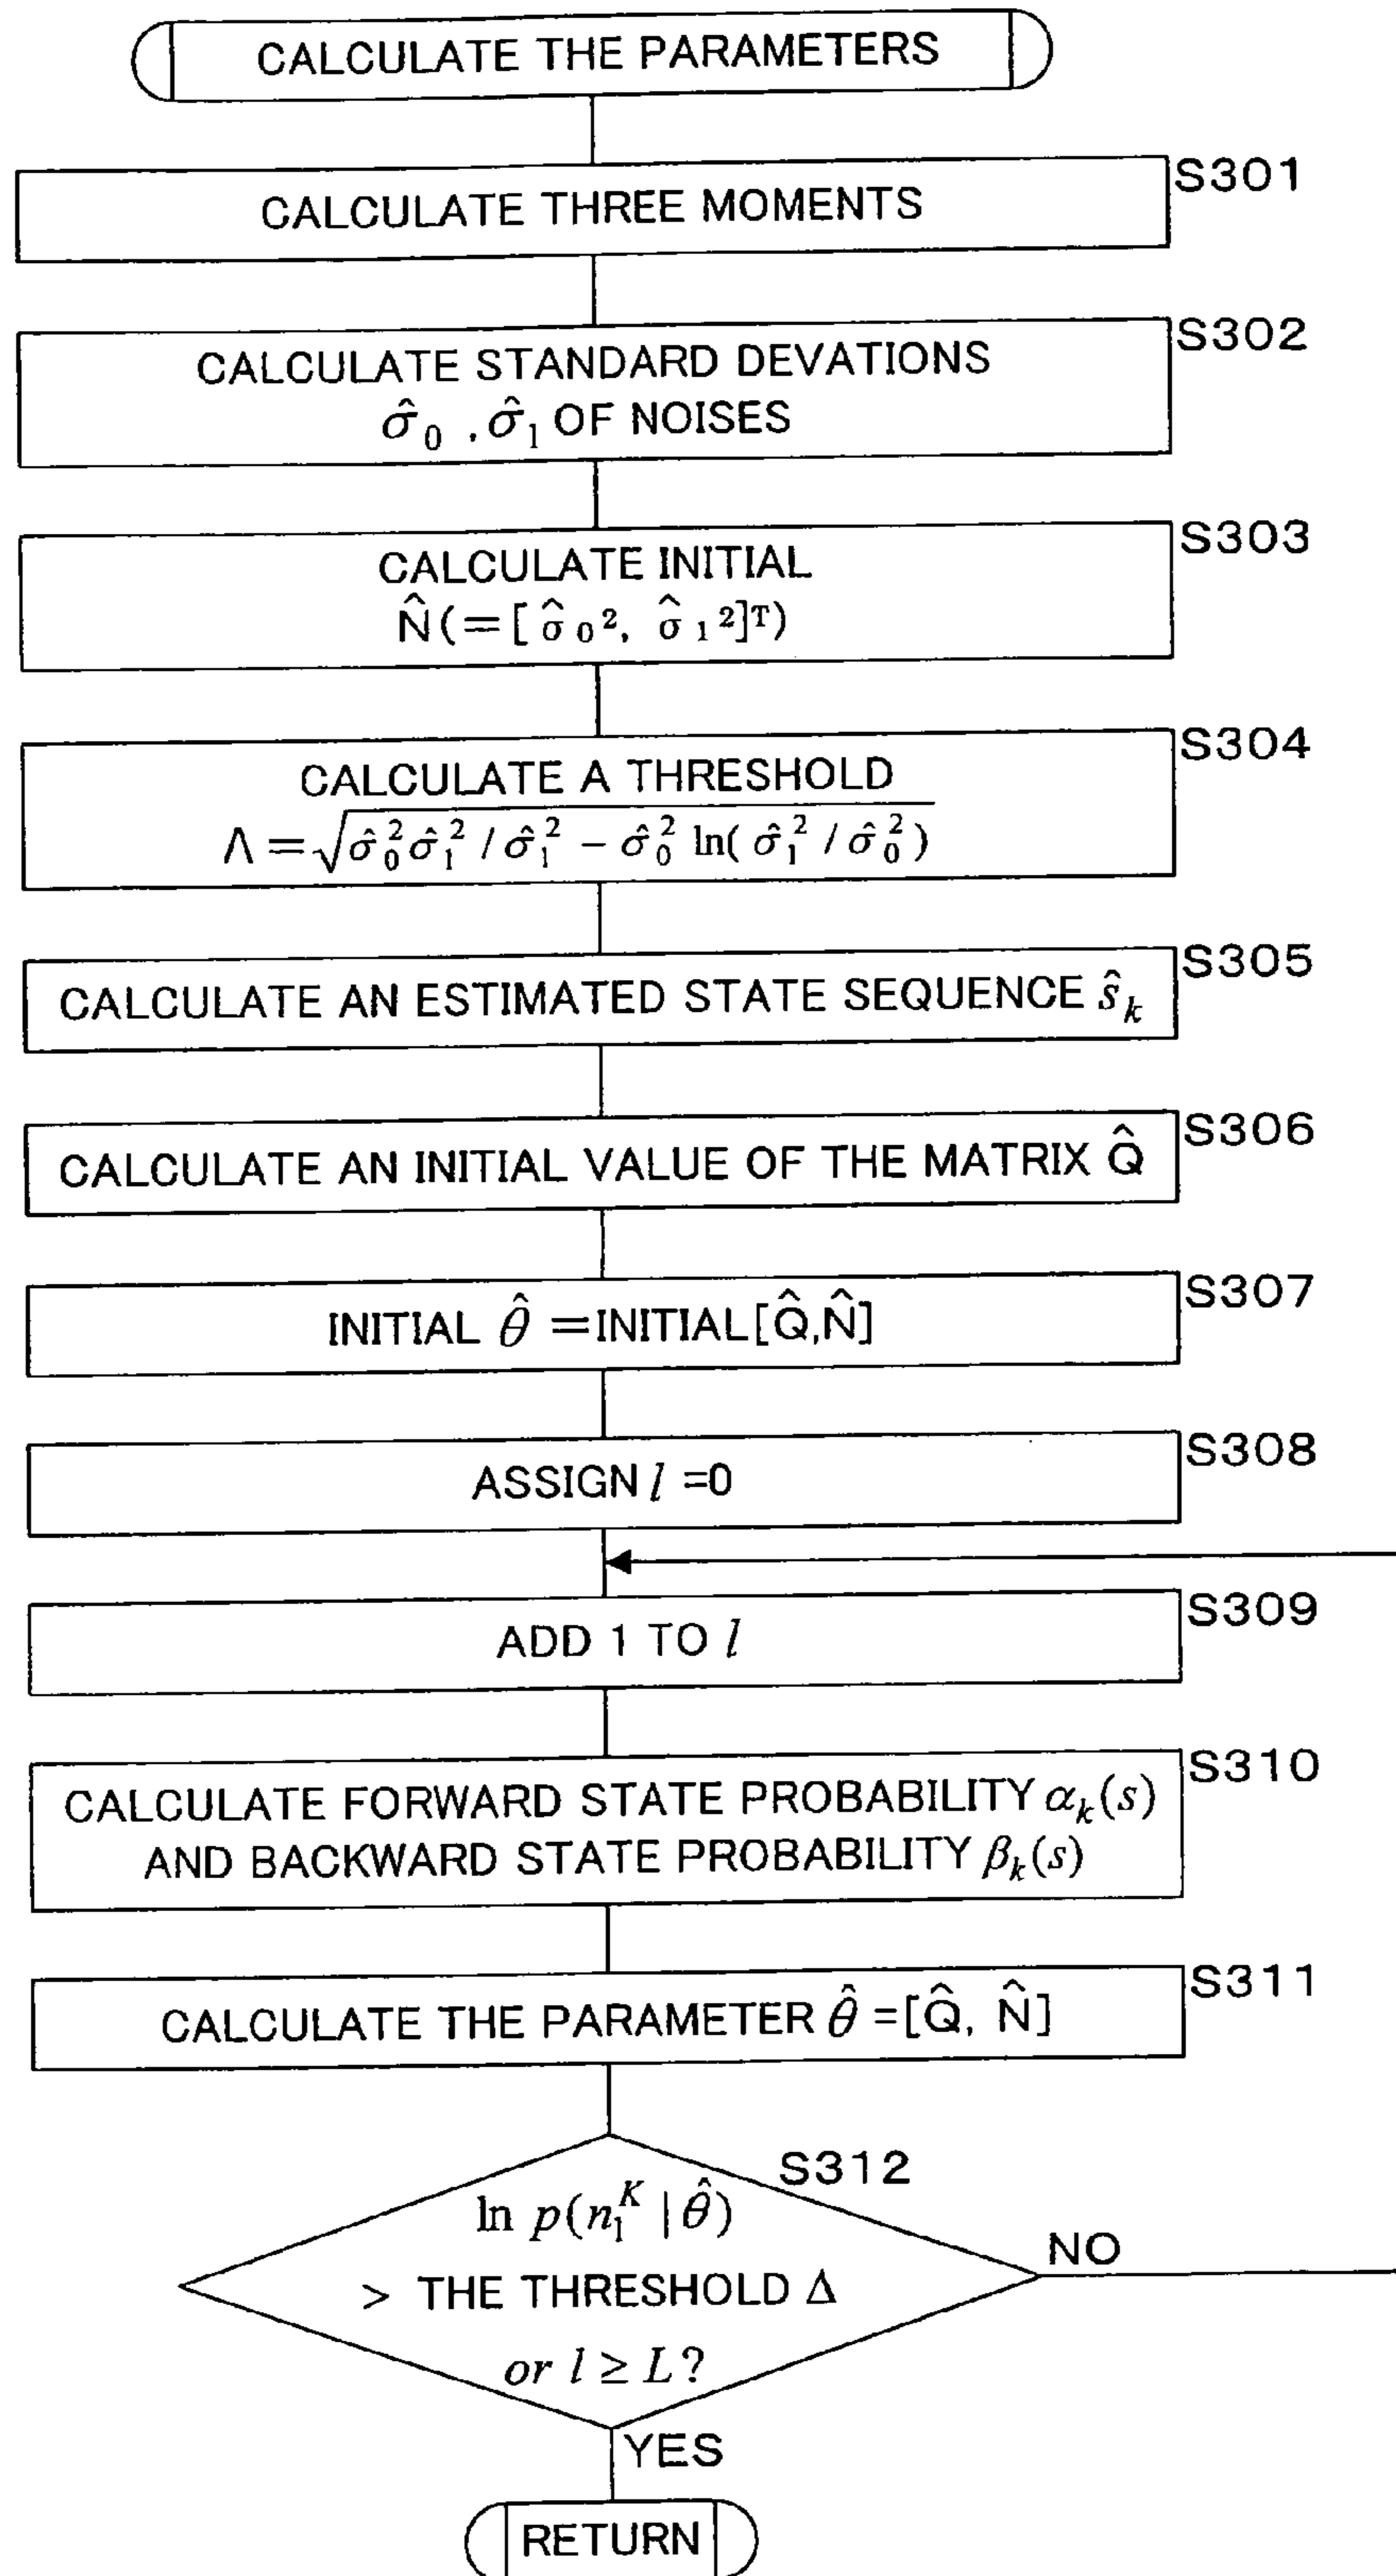 CALCULATE THE PARAMETERS
S301
CALCULATE THREE MOMENTS
S302
CALCULATE STANDARD DEVATIONS
σ̂₀ , σ̂₁ OF NOISES
S303
CALCULATE INITIAL
N̂(=[σ̂₀², σ̂₁²]ᵀ)
S304
CALCULATE A THRESHOLD
Λ=√(σ̂₀²σ̂₁² / σ̂₁² − σ̂₀² ln( σ̂₁² / σ̂₀²))
S305
CALCULATE AN ESTIMATED STATE SEQUENCE ŝₖ
S306
CALCULATE AN INITIAL VALUE OF THE MATRIX Q̂
S307
INITIAL θ̂ =INITIAL[Q̂,N̂]
S308
ASSIGN l =0
S309
ADD 1 TO l
S310
CALCULATE FORWARD STATE PROBABILITY αₖ(s)
AND BACKWARD STATE PROBABILITY βₖ(s)
S311
CALCULATE THE PARAMETER θ̂ =[Q̂, N̂]
S312
ln p(n₁ᴷ | θ̂)
> THE THRESHOLD Δ
or l ≥ L?
NO
YES
RETURN